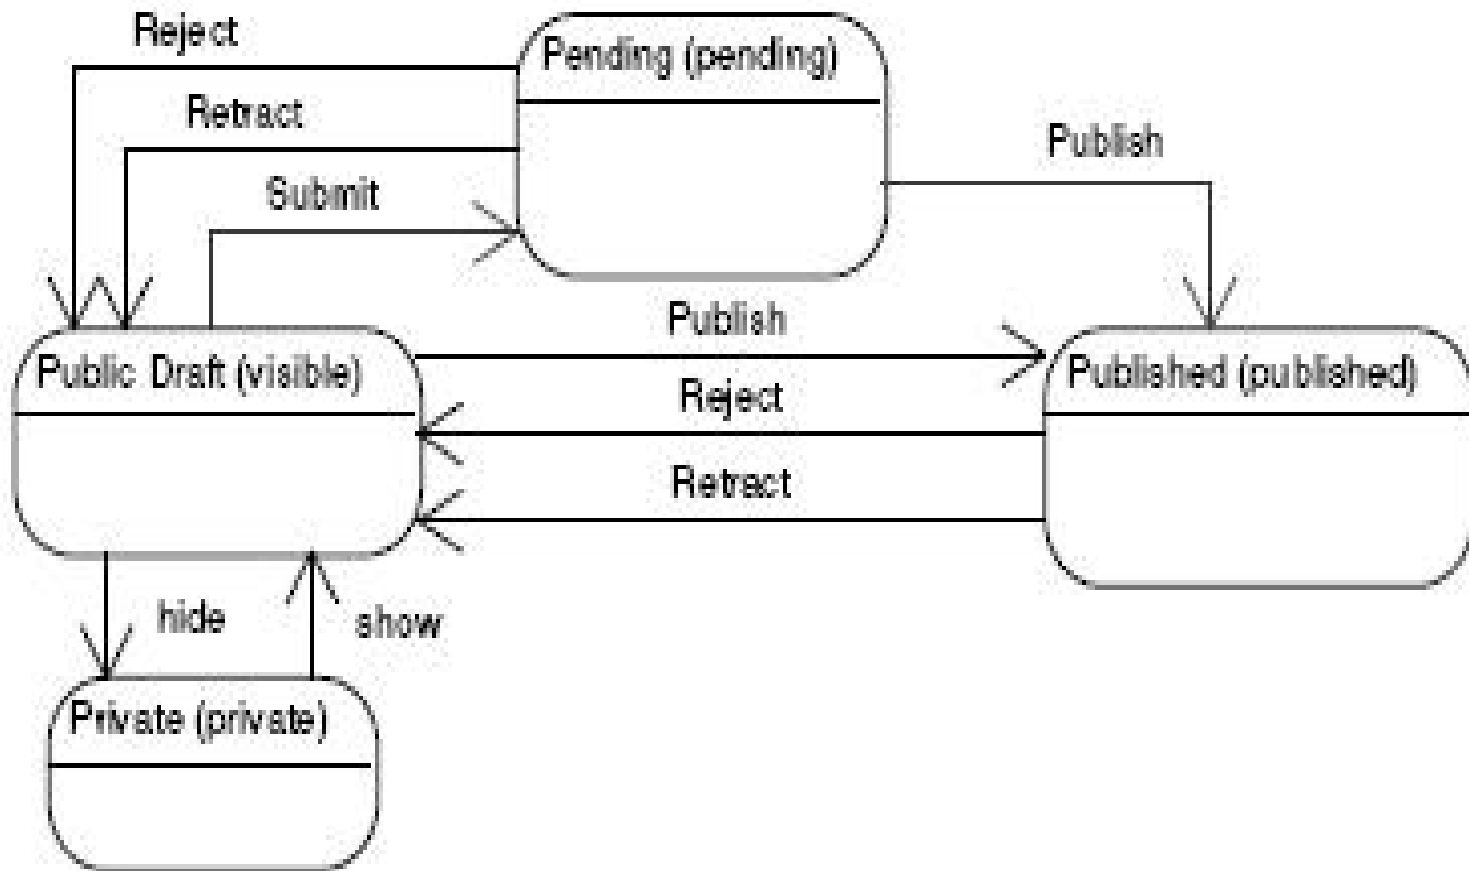 Reject
Pending (pending)
Retract
Publish
Submit
Publish
Public Draft (visible)
Published (published)
Reject
Retract
hide
show
Private (private)